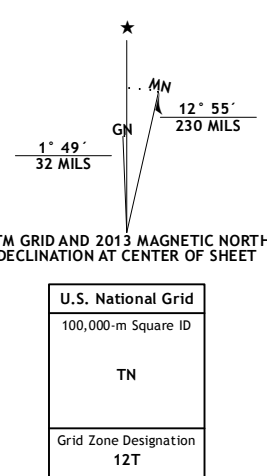 ★
MN
12° 55´
230 MILS
GN
1° 49´
32 MILS
TM GRID AND 2013 MAGNETIC NORTH
DECLINATION AT CENTER OF SHEET
U.S. National Grid
100,000-m Square ID
TN
Grid Zone Designation
12T